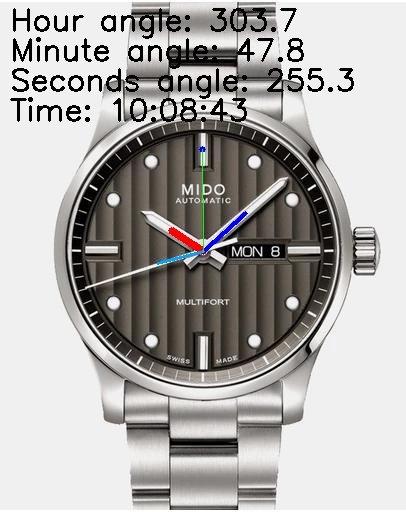 Hour angle: 303.7
Minute angle: 47.8
Seconds angle: 255.3
Time: 10:08:43
MIDO
AUTOMATIC
MON 8
MULTIFORT
SWISS MADE